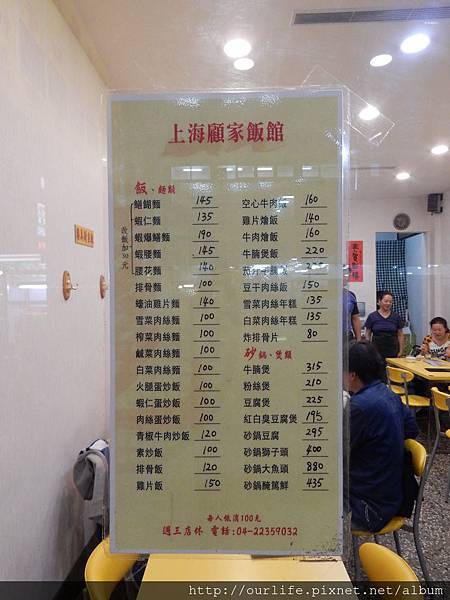 上海顧家飯館
飯、麵類
改飯加30元
鱔鰗麵 145
蝦仁麵 135
蝦爆鱔麵 190
蝦腰麵 145
腰花麵 140
排骨麵 100
蠔油雞片麵 140
雪菜肉絲麵 100
榨菜肉絲麵 100
鹹菜肉絲麵 100
白菜肉絲麵 100
火腿蛋炒飯 100
蝦仁蛋炒飯 100
肉絲蛋炒飯 100
青椒牛肉炒飯 120
素炒飯 100
排骨飯 120
雞片飯 150
空心牛肉飯 160
雞片燴飯 140
牛肉燴飯 160
牛腩煲飯 220
豆干肉絲飯 150
雪菜肉絲年糕 135
白菜肉絲年糕 135
炸排骨片 80
砂鍋、煲類
牛腩煲 315
粉絲煲 210
豆腐煲 225
紅白臭豆腐煲 195
砂鍋豆腐 295
砂鍋獅子頭 400
砂鍋大魚頭 880
砂鍋醃篤鮮 435
每人低消100元
週三店休 電話:04-22359032
http://ourlife.pixnet.net/album